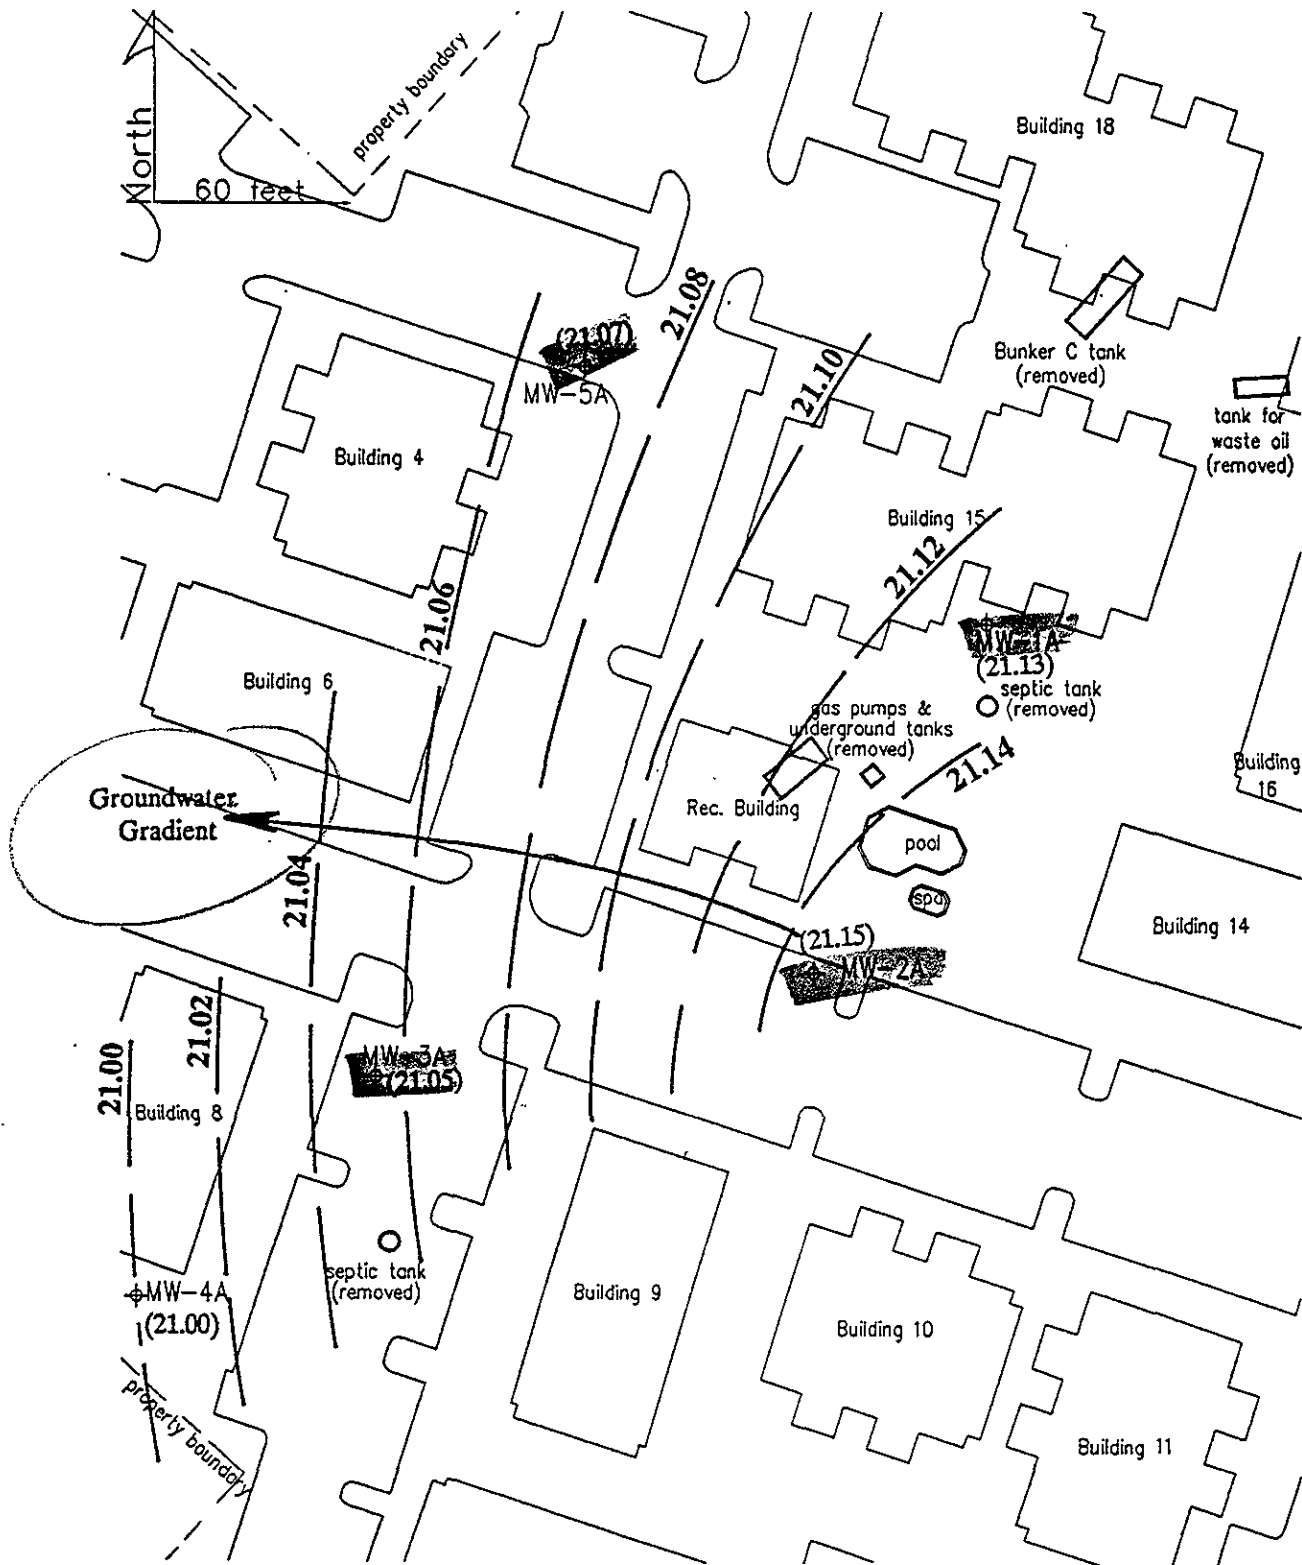 property boundary
North
60 feet
Building 18
21.08
(21.07)
MW-5A
21.10
Bunker C tank
(removed)
tank for
waste oil
(removed)
Building 4
Building 15
21.12
21.06
MW-1A
(21.13)
septic tank
(removed)
Building 6
gas pumps &
underground tanks
(removed)
21.14
Building
16
Groundwater
Gradient
Rec. Building
pool
21.04
spa
Building 14
(21.15)
MW-2A
21.02
21.00
MW-3A
(21.05)
Building 8
septic tank
(removed)
MW-4A
(21.00)
Building 9
Building 10
property boundary
Building 11